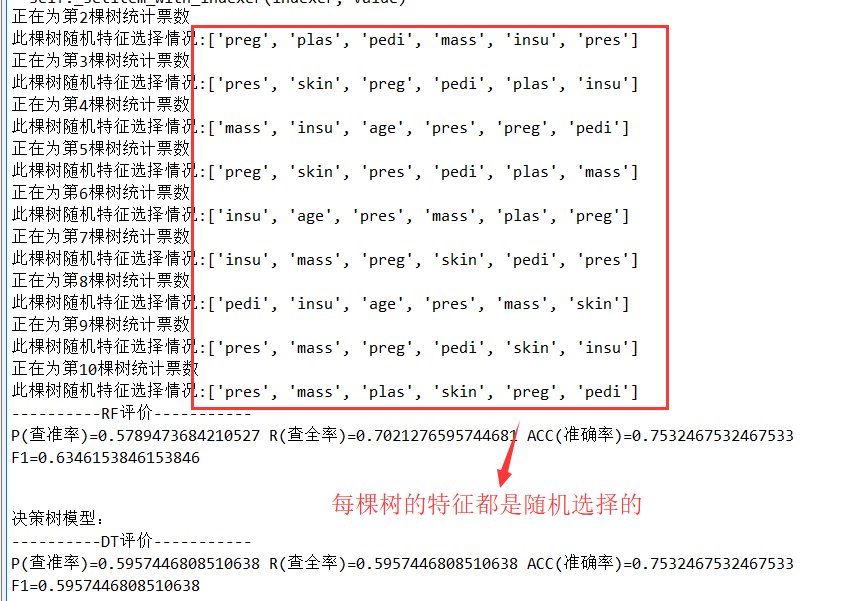 self._setitem_with_indexer(indexer, value)
正在为第2棵树统计票数
此棵树随机特征选择情况:['preg', 'plas', 'pedi', 'mass', 'insu', 'pres']
正在为第3棵树统计票数
此棵树随机特征选择情况:['pres', 'skin', 'preg', 'pedi', 'plas', 'insu']
正在为第4棵树统计票数
此棵树随机特征选择情况:['mass', 'insu', 'age', 'pres', 'preg', 'pedi']
正在为第5棵树统计票数
此棵树随机特征选择情况:['preg', 'skin', 'pres', 'pedi', 'plas', 'mass']
正在为第6棵树统计票数
此棵树随机特征选择情况:['insu', 'age', 'pres', 'mass', 'plas', 'preg']
正在为第7棵树统计票数
此棵树随机特征选择情况:['insu', 'mass', 'preg', 'skin', 'pedi', 'pres']
正在为第8棵树统计票数
此棵树随机特征选择情况:['pedi', 'insu', 'age', 'pres', 'mass', 'skin']
正在为第9棵树统计票数
此棵树随机特征选择情况:['pres', 'mass', 'preg', 'pedi', 'skin', 'insu']
正在为第10棵树统计票数
此棵树随机特征选择情况:['pres', 'mass', 'plas', 'skin', 'preg', 'pedi']
----------RF评价-----------
P(查准率)=0.5789473684210527 R(查全率)=0.7021276595744681 ACC(准确率)=0.7532467532467533
F1=0.6346153846153846
每棵树的特征都是随机选择的
决策树模型:
----------DT评价-----------
P(查准率)=0.5957446808510638 R(查全率)=0.5957446808510638 ACC(准确率)=0.7532467532467533
F1=0.5957446808510638